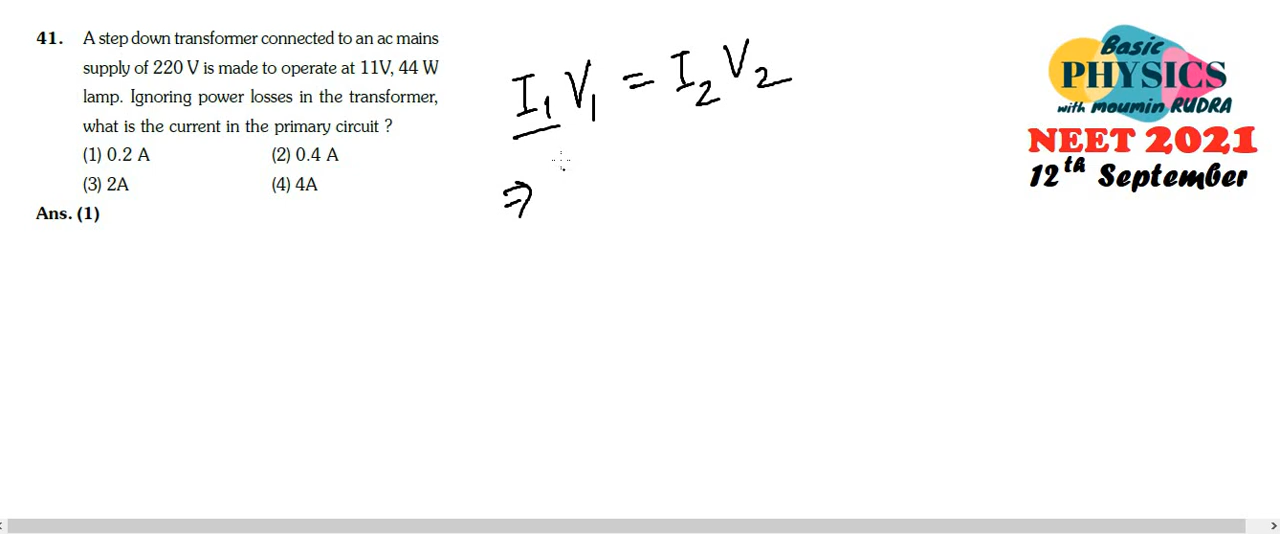 41. A step down transformer connected to an ac mains
supply of 220 V is made to operate at 11V, 44 W
lamp. Ignoring power losses in the transformer,
what is the current in the primary circuit ?
(1) 0.2 A (2) 0.4 A
(3) 2A (4) 4A
Ans. (1)
I₁ V₁ = I₂ V₂
⇒
Basic
PHYSICS
with moumin RUDRA
NEET 2021
12th September